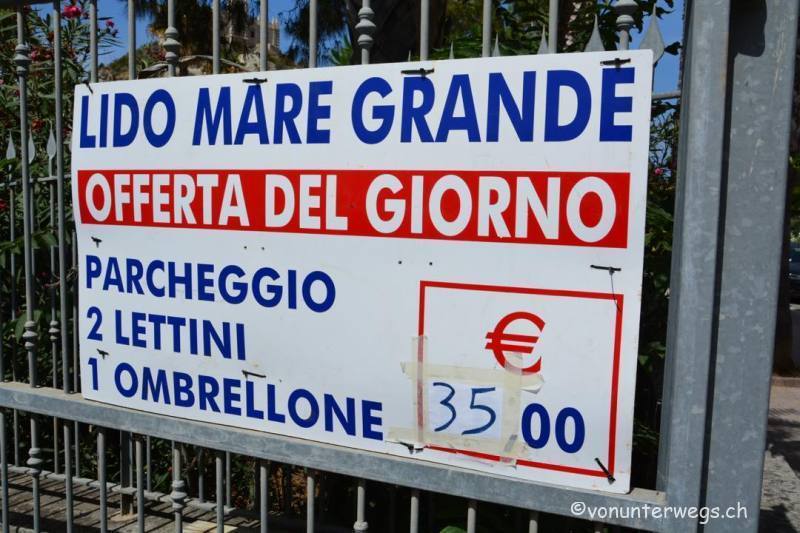 LIDO MARE GRANDE
OFFERTA DEL GIORNO
PARCHEGGIO
2 LETTINI
1 OMBRELLONE
€
35,00
©vonunterwegs.ch